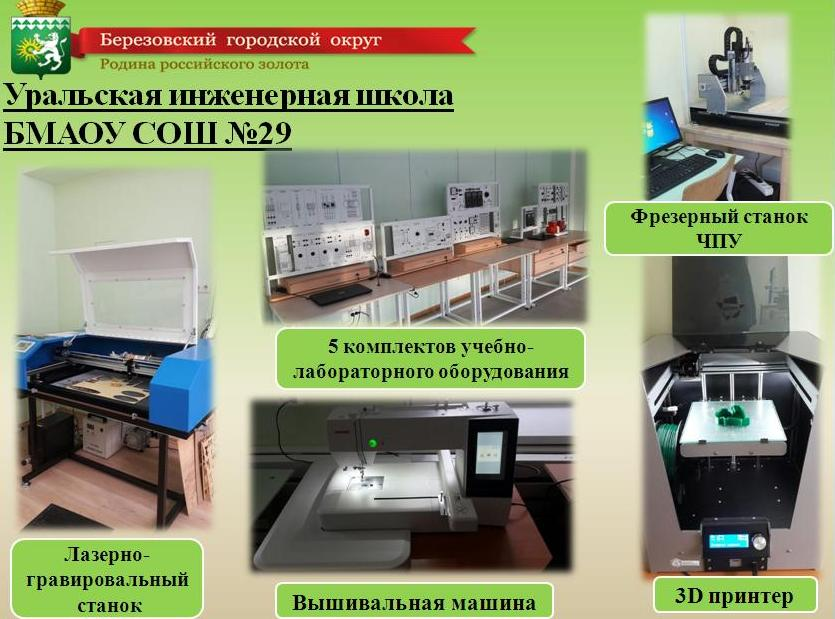 Березовский городской округ
Родина российского золота
Уральская инженерная школа
БМАОУ СОШ №29
Фрезерный станок
ЧПУ
5 комплектов учебно-
лабораторного оборудования
Лазерно-
гравировальный
станок
Вышивальная машина
3D принтер